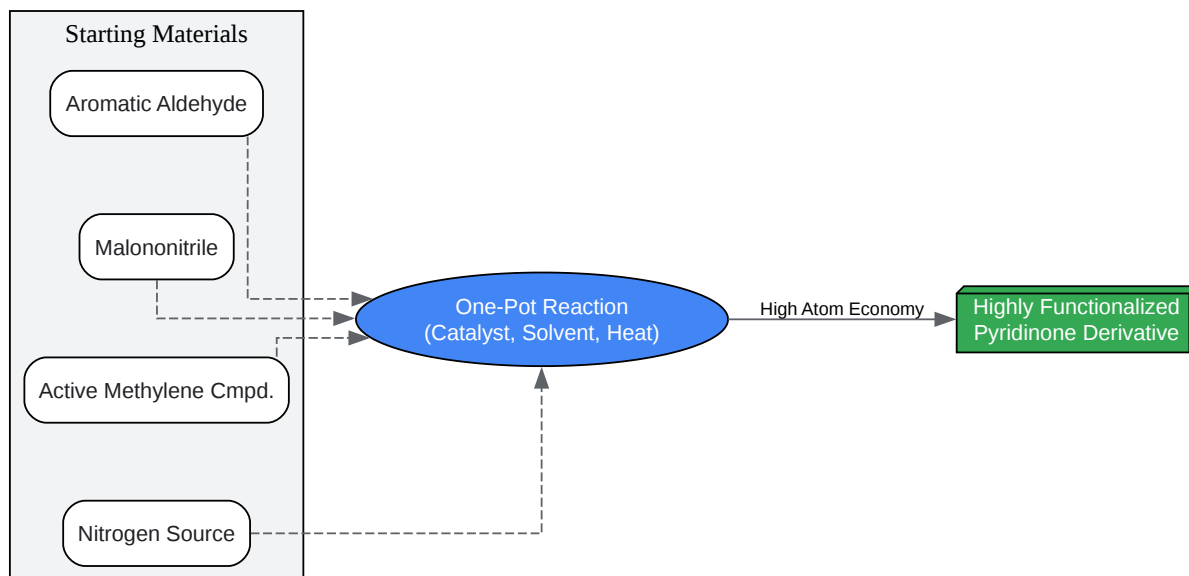 Starting Materials
Aromatic Aldehyde
Malononitrile
Active Methylene Cmpd.
Nitrogen Source
One-Pot Reaction
(Catalyst, Solvent, Heat)
High Atom Economy
Highly Functionalized
Pyridinone Derivative